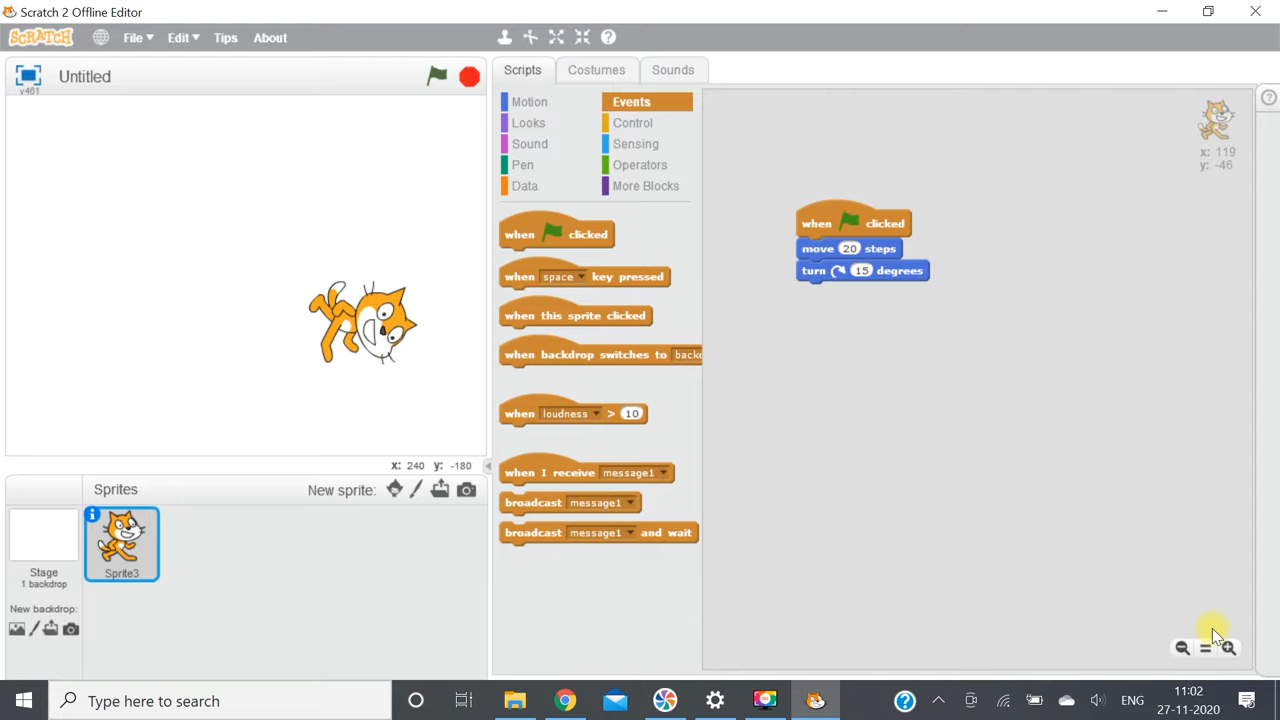 Scratch 2 Offline Editor
SCRATCH File Edit Tips About
v461 Untitled
Scripts Costumes Sounds
Motion Events
Looks Control
Sound Sensing
Pen Operators
Data More Blocks
when clicked
when space key pressed
when this sprite clicked
when backdrop switches to
when loudness > 10
when I receive message1
broadcast message1
broadcast message1 and wait
when clicked
move 20 steps
turn 15 degrees
x: 119
y: -46
x: 240 y: -180
Sprites New sprite:
Stage
1 backdrop
New backdrop:
Sprite3
Type here to search
ENG
11:02
27-11-2020